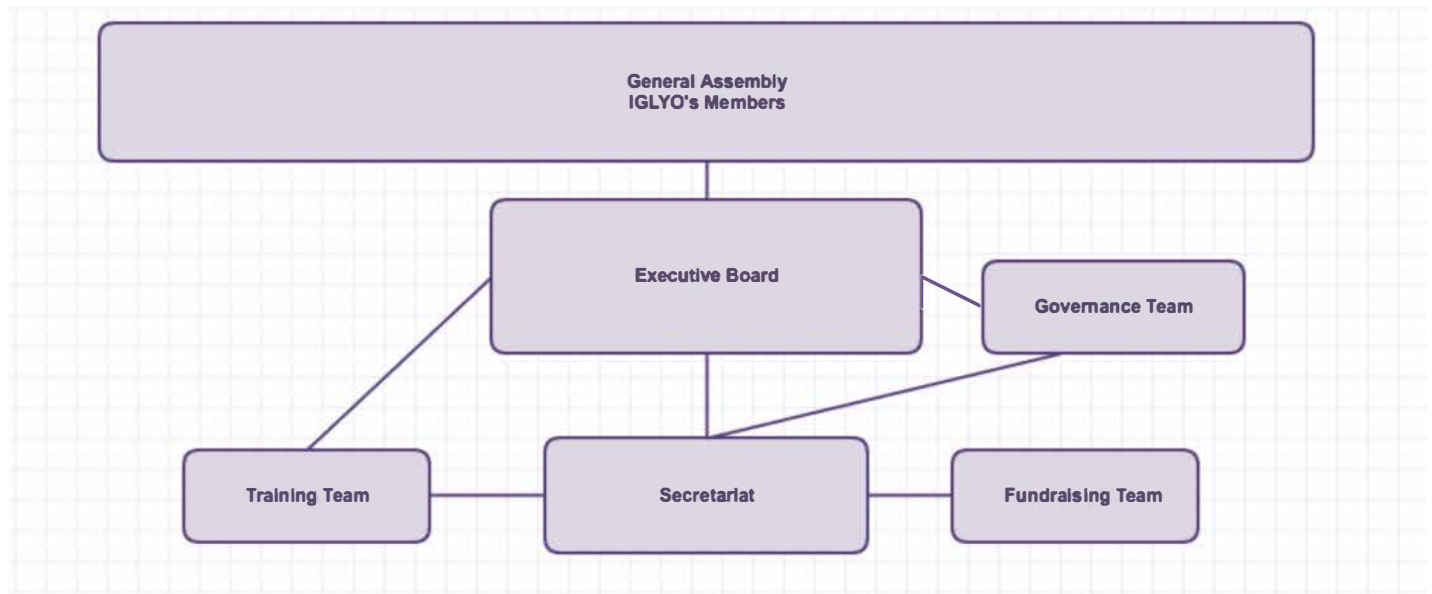 General Assembly
IGLYO's Members
Executive Board
Governance Team
Training Team
Secretariat
Fundraising Team